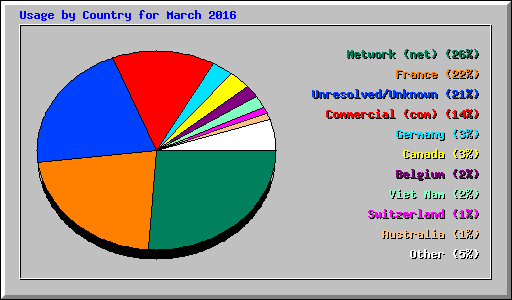 Usage by Country for March 2016
Network (net) (26%)
France (22%)
Unresolved/Unknown (21%)
Commercial (com) (14%)
Germany (3%)
Canada (3%)
Belgium (2%)
Viet Nam (2%)
Switzerland (1%)
Australia (1%)
Other (5%)